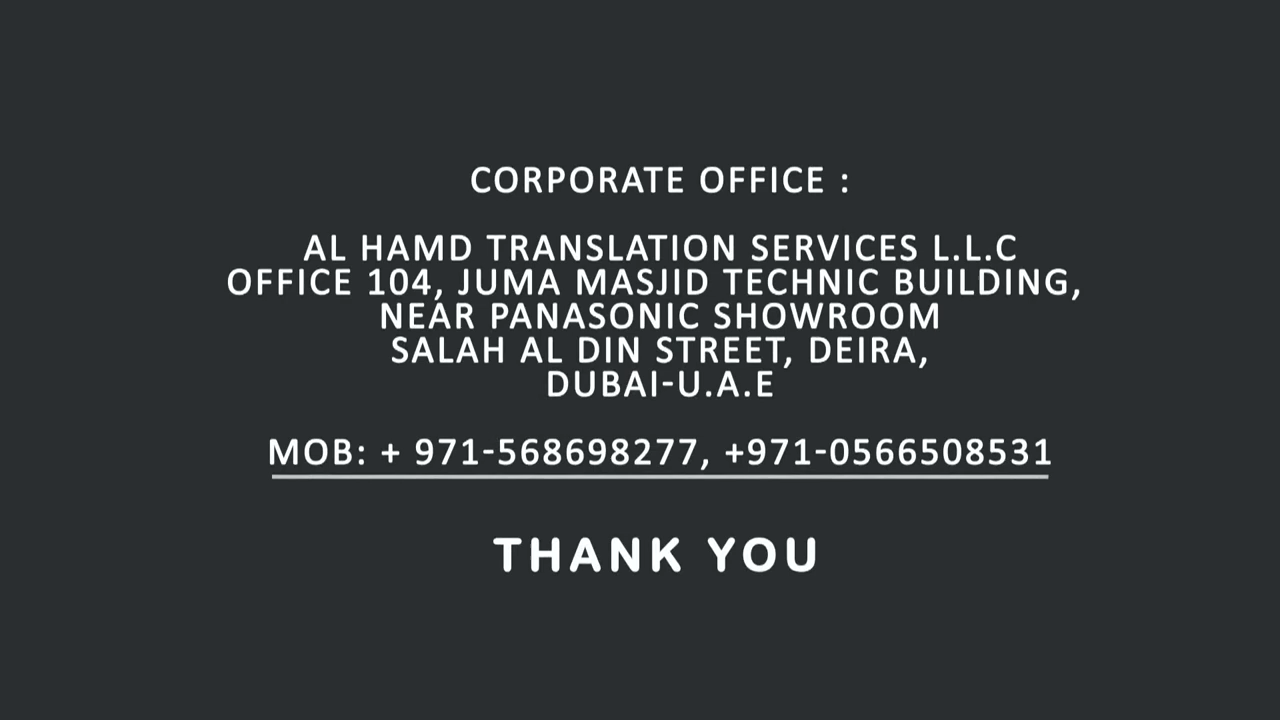 CORPORATE OFFICE :
AL HAMD TRANSLATION SERVICES L.L.C
OFFICE 104, JUMA MASJID TECHNIC BUILDING,
NEAR PANASONIC SHOWROOM
SALAH AL DIN STREET, DEIRA,
DUBAI-U.A.E
MOB: + 971-568698277, +971-0566508531
THANK YOU